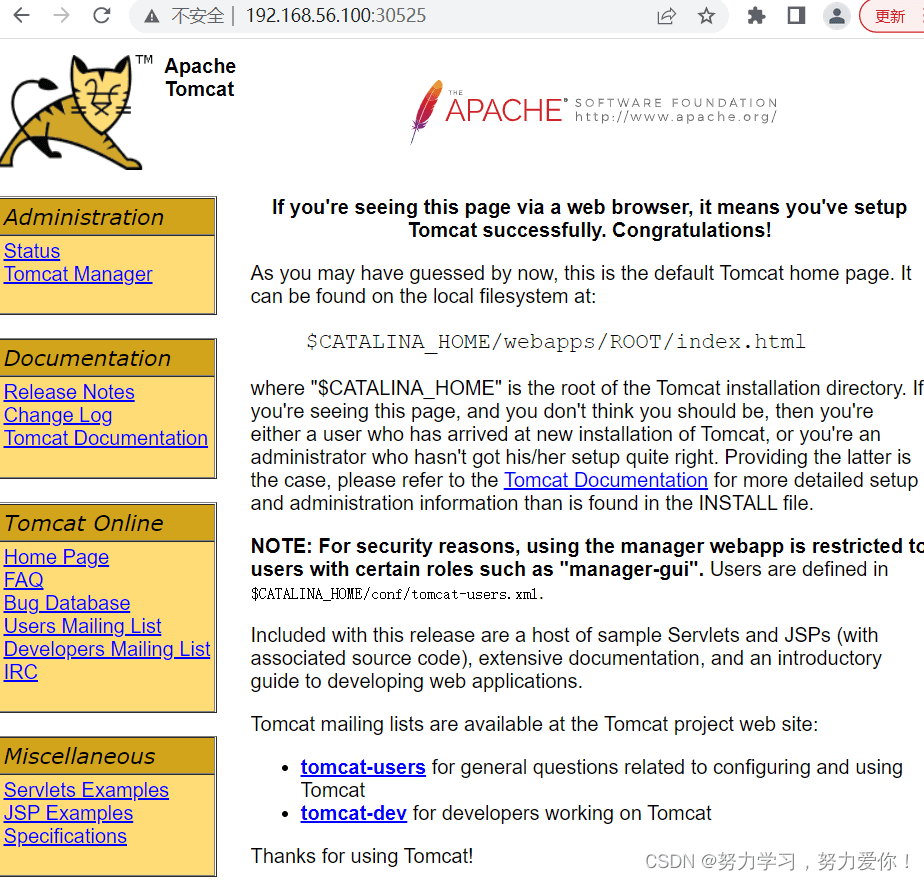 不安全 | 192.168.56.100:30525
更新
TM
Apache
Tomcat
THE
APACHE® SOFTWARE FOUNDATION
http://www.apache.org/
Administration
Status
Tomcat Manager
Documentation
Release Notes
Change Log
Tomcat Documentation
Tomcat Online
Home Page
FAQ
Bug Database
Users Mailing List
Developers Mailing List
IRC
Miscellaneous
Servlets Examples
JSP Examples
Specifications
If you're seeing this page via a web browser, it means you've setup
Tomcat successfully. Congratulations!
As you may have guessed by now, this is the default Tomcat home page. It
can be found on the local filesystem at:
$CATALINA_HOME/webapps/ROOT/index.html
where "$CATALINA_HOME" is the root of the Tomcat installation directory. If
you're seeing this page, and you don't think you should be, then you're
either a user who has arrived at new installation of Tomcat, or you're an
administrator who hasn't got his/her setup quite right. Providing the latter is
the case, please refer to the Tomcat Documentation for more detailed setup
and administration information than is found in the INSTALL file.
NOTE: For security reasons, using the manager webapp is restricted to
users with certain roles such as "manager-gui". Users are defined in
$CATALINA_HOME/conf/tomcat-users.xml.
Included with this release are a host of sample Servlets and JSPs (with
associated source code), extensive documentation, and an introductory
guide to developing web applications.
Tomcat mailing lists are available at the Tomcat project web site:
• tomcat-users for general questions related to configuring and using
Tomcat
• tomcat-dev for developers working on Tomcat
Thanks for using Tomcat!
CSDN @努力学习，努力爱你！